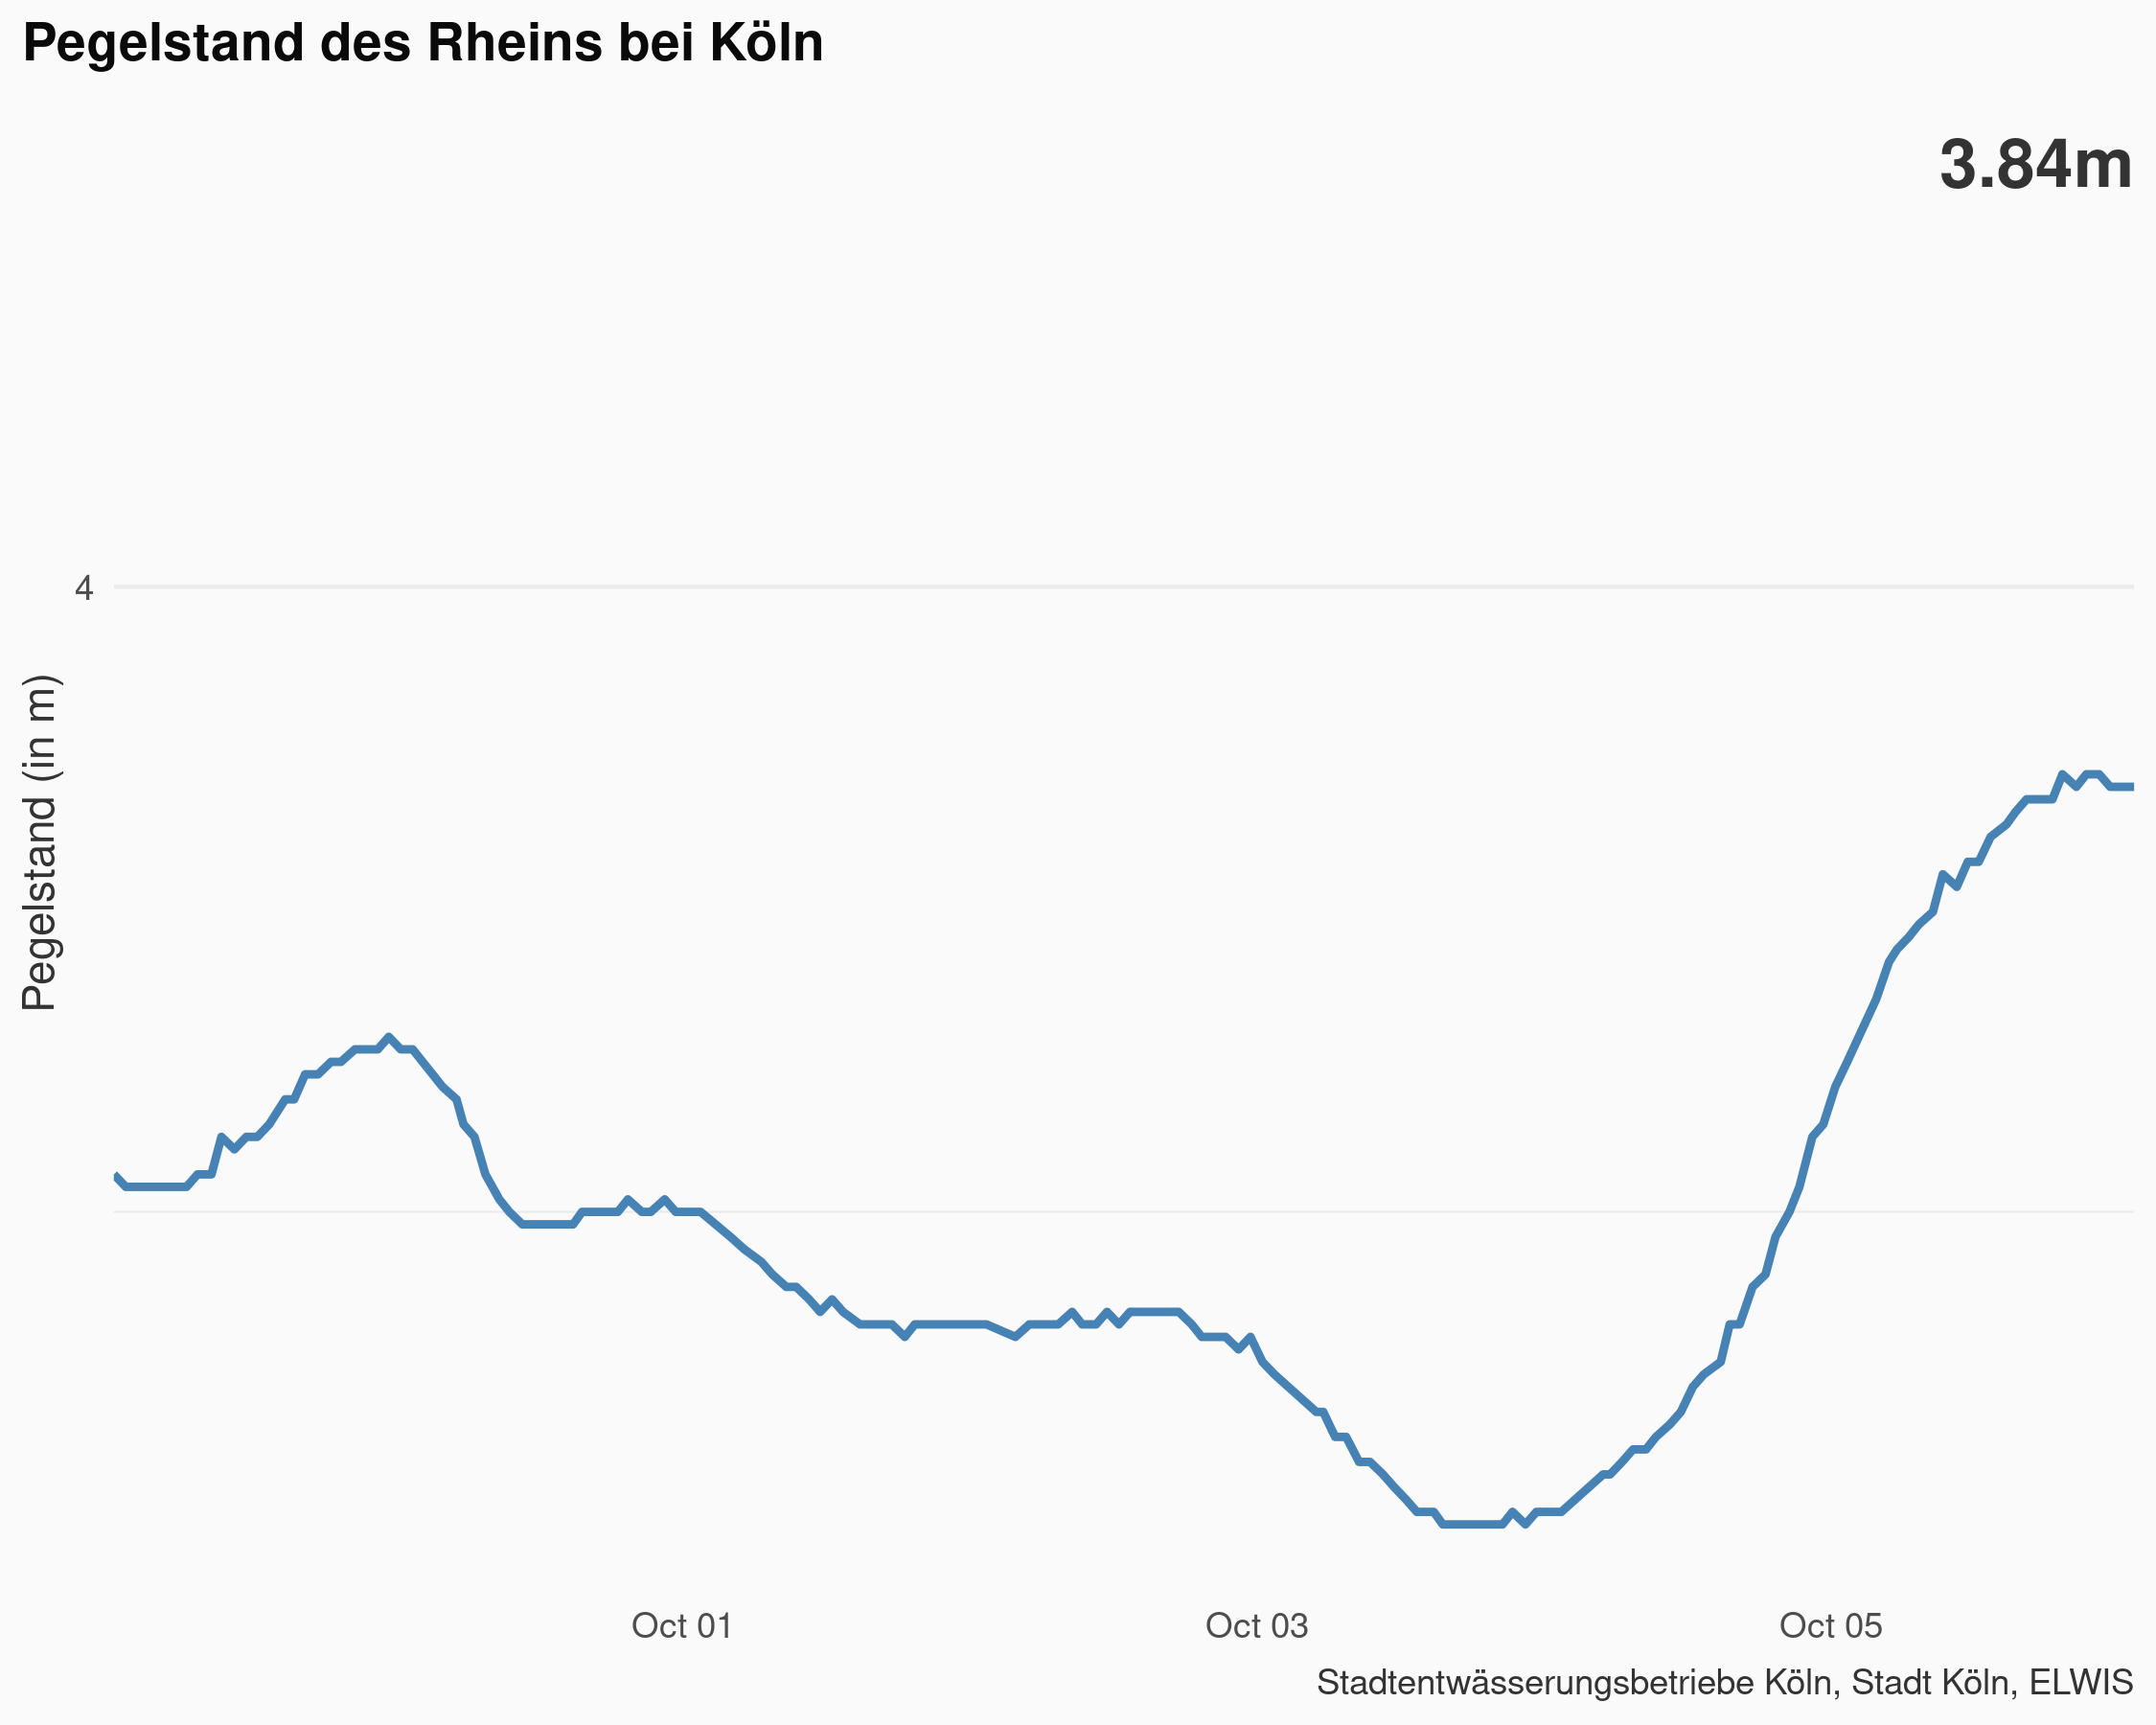 Pegelstand des Rheins bei Köln
3.84m
4
Pegelstand (in m)
Oct 01
Oct 03
Oct 05
Stadtentwässerungsbetriebe Köln, Stadt Köln, ELWIS